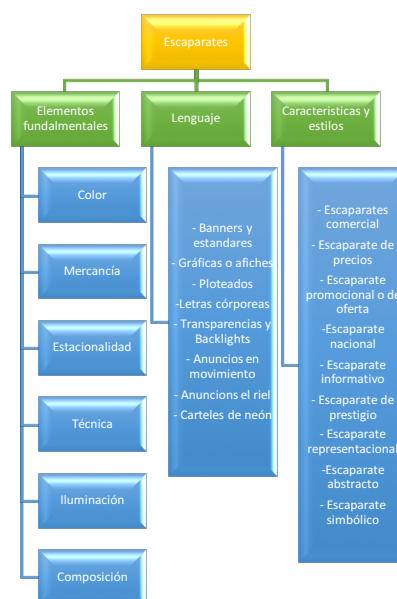 Escaparates
Elementos
fundamentales
Lenguaje
Caracteristicas y
estilos
Color
Mercancía
Estacionalidad
Técnica
Iluminación
Composición
- Banners y
estandares
- Gráficas o afiches
- Ploteados
-Letras córporeas
- Transparencias y
Backlights
- Anuncios en
movimiento
- Anuncions el riel
- Carteles de neón
- Escaparates
comercial
- Escaparate de
precios
- Escaparate
promocional o de
oferta
-Escaparate
nacional
- Escaparate
informativo
- Escaparate de
prestigio
- Escaparate
representacional
-Escaparate
abstracto
- Escaparate
simbólico